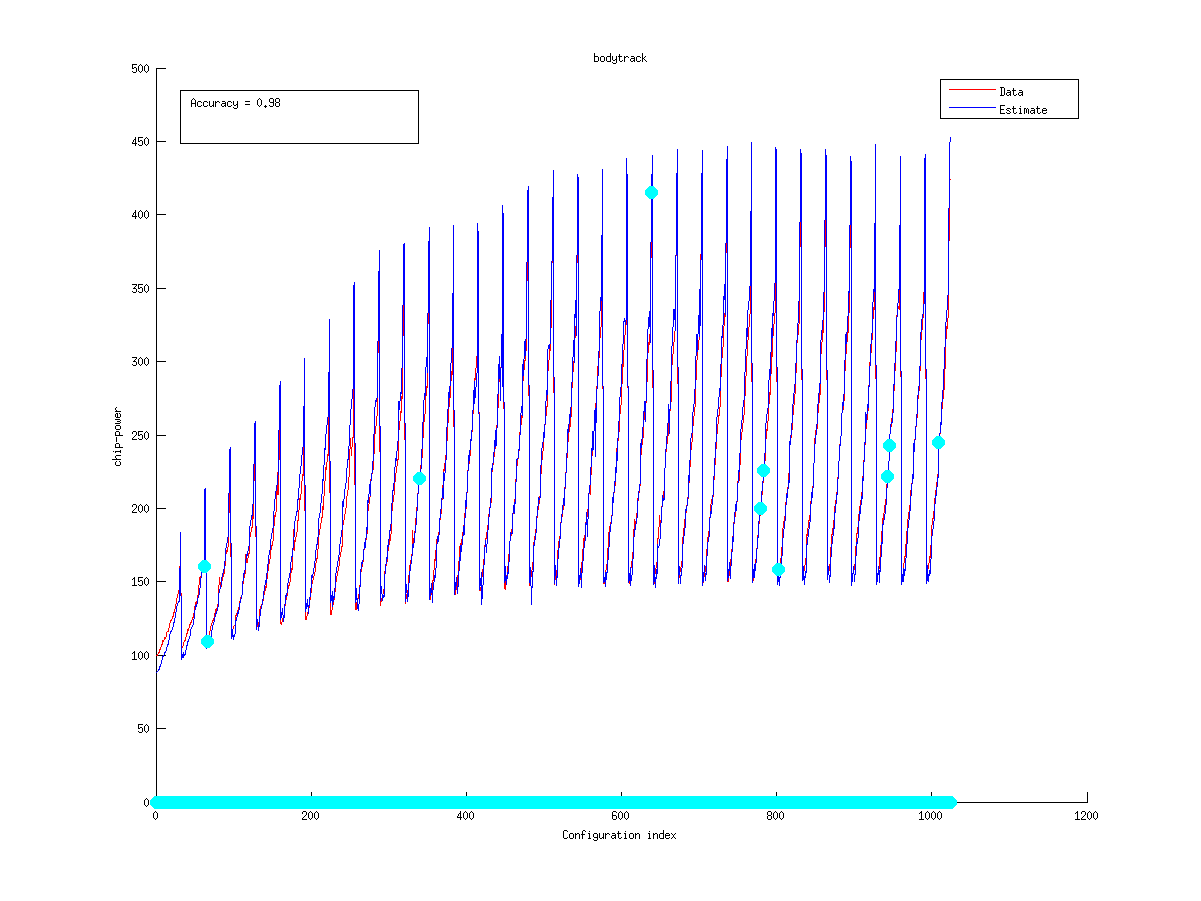 bodytrack
500
Accuracy = 0.98
Data
Estimate
450
400
350
300
250
200
150
100
50
0
chip-power
0 200 400 600 800 1000 1200
Configuration index